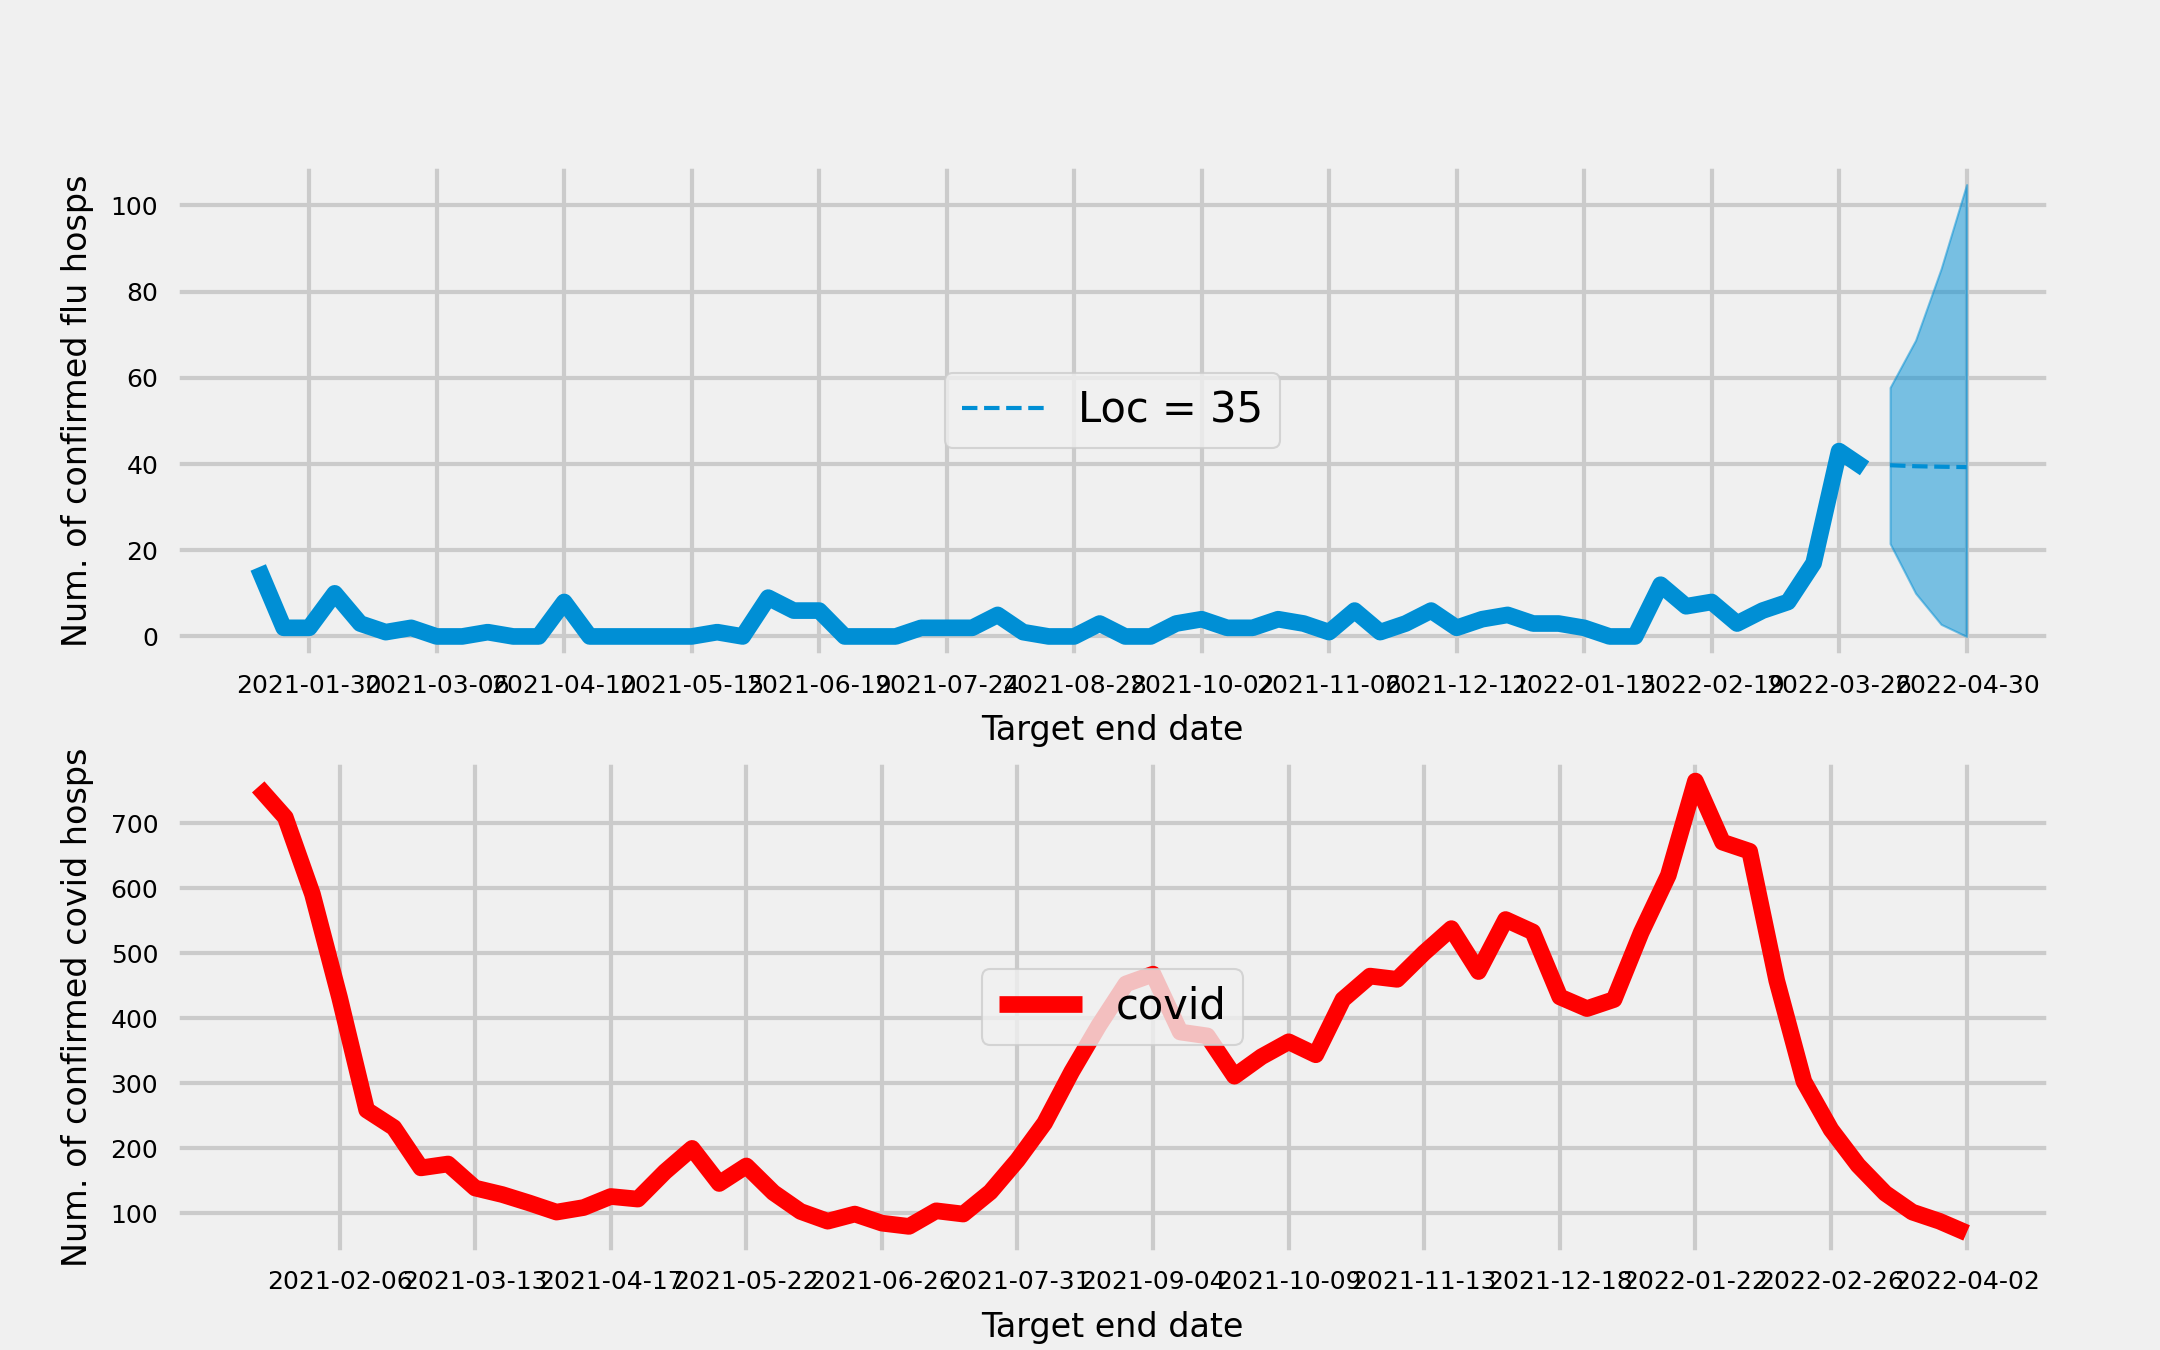 Num. of confirmed flu hosps
100
80
60
40
20
0
Loc = 35
2021-01-30 2021-03-06 2021-04-10 2021-05-15 2021-06-19 2021-07-24 2021-08-28 2021-10-02 2021-11-06 2021-12-11 2022-01-15 2022-02-19 2022-03-26 2022-04-30
Target end date
Num. of confirmed covid hosps
700
600
500
400
300
200
100
covid
2021-02-06 2021-03-13 2021-04-17 2021-05-22 2021-06-26 2021-07-31 2021-09-04 2021-10-09 2021-11-13 2021-12-18 2022-01-22 2022-02-26 2022-04-02
Target end date